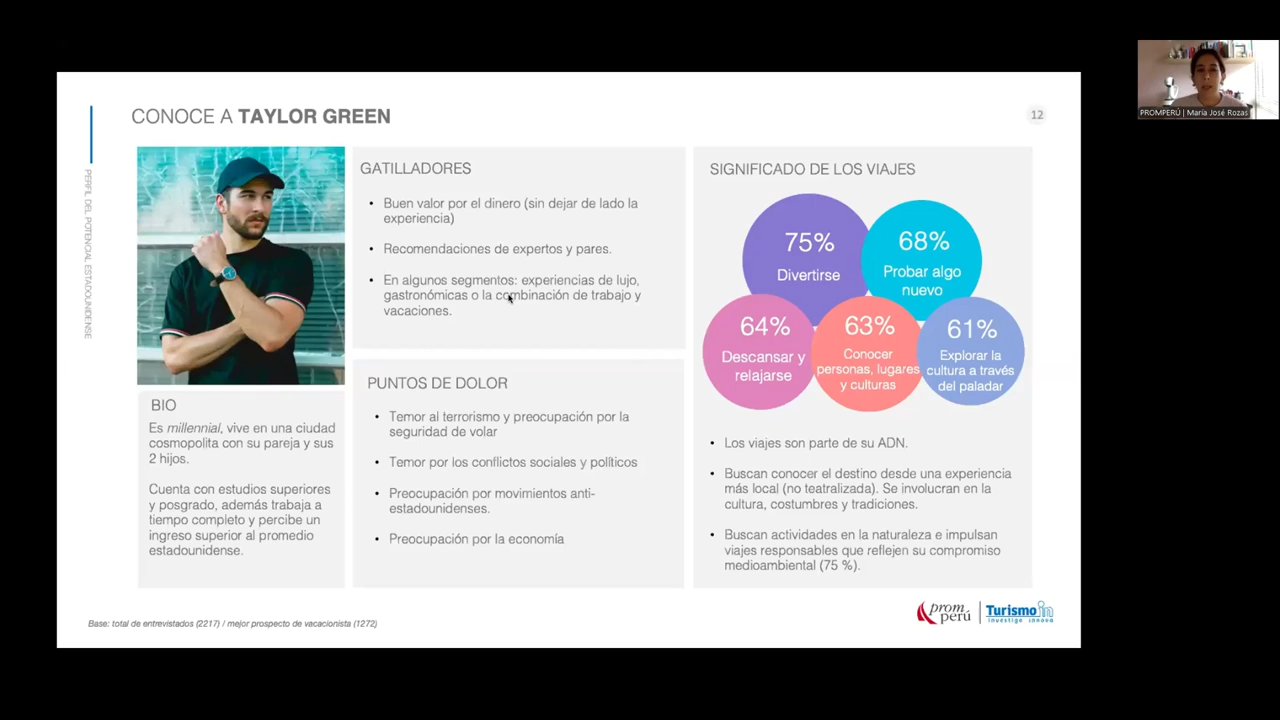 CONOCE A TAYLOR GREEN
12
PERFIL DEL POTENCIAL ESTADOUNIDENSE
BIO
Es millennial, vive en una ciudad
cosmopolita con su pareja y sus
2 hijos.
Cuenta con estudios superiores
y posgrado, además trabaja a
tiempo completo y percibe un
ingreso superior al promedio
estadounidense.
GATILLADORES
• Buen valor por el dinero (sin dejar de lado la
experiencia)
• Recomendaciones de expertos y pares.
• En algunos segmentos: experiencias de lujo,
gastronómicas o la combinación de trabajo y
vacaciones.
PUNTOS DE DOLOR
• Temor al terrorismo y preocupación por la
seguridad de volar
• Temor por los conflictos sociales y políticos
• Preocupación por movimientos anti-
estadounidenses.
• Preocupación por la economía
SIGNIFICADO DE LOS VIAJES
75%
Divertirse
68%
Probar algo
nuevo
64%
Descansar y
relajarse
63%
Conocer
personas, lugares
y culturas
61%
Explorar la
cultura a través
del paladar
• Los viajes son parte de su ADN.
• Buscan conocer el destino desde una experiencia
más local (no teatralizada). Se involucran en la
cultura, costumbres y tradiciones.
• Buscan actividades en la naturaleza e impulsan
viajes responsables que reflejen su compromiso
medioambiental (75 %).
Base: total de entrevistados (2217) / mejor prospecto de vacacionista (1272)
prom
perú
Turismo in
investiga innova
PROMPERÚ | María José Rozas